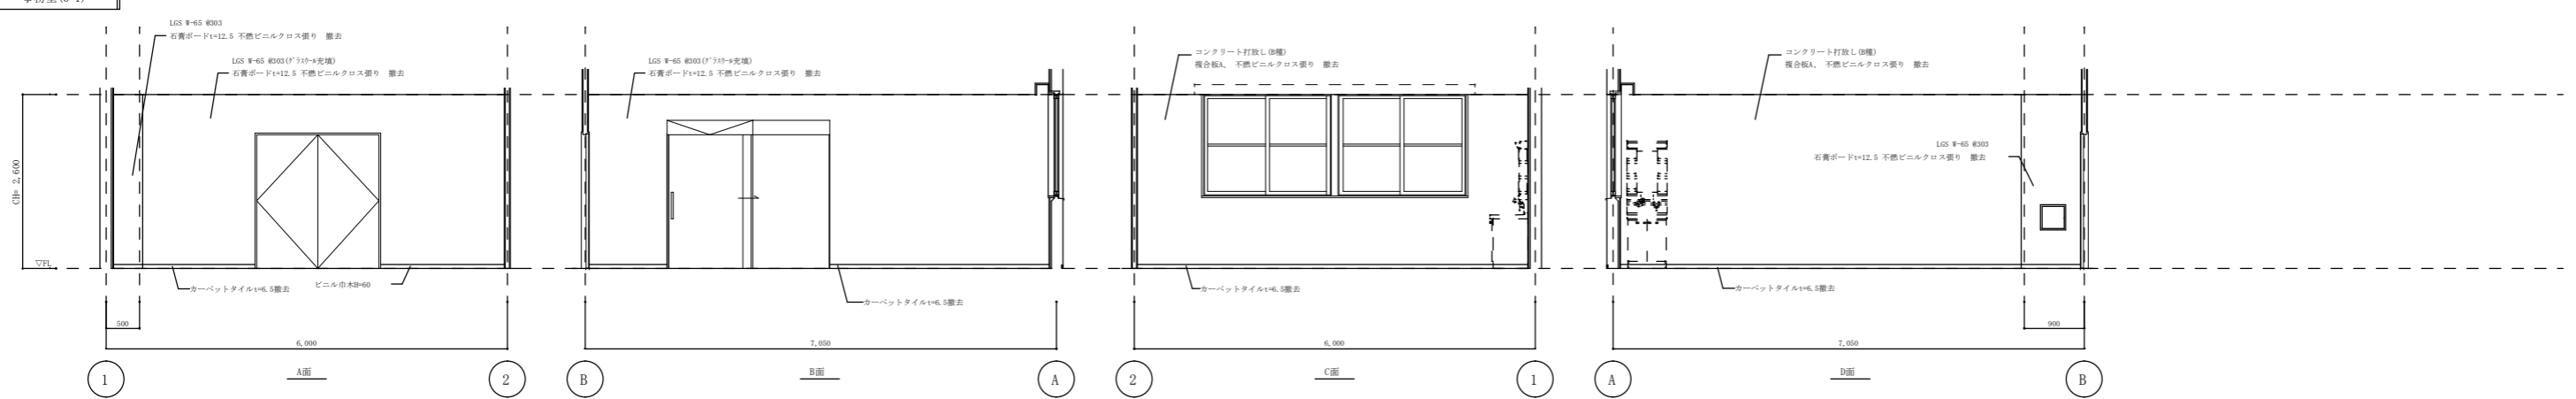 LGS W-65 @303
石膏ボードt=12.5 不燃ビニルクロス張り 撤去
LGS W-65 @303(グラスウール充填)
石膏ボードt=12.5 不燃ビニルクロス張り 撤去
CH= 2,600
▽FL
カーペットタイルt=6.5撤去
ビニル巾木H=60
500
6,000
1
A面
2
LGS W-65 @303(グラスウール充填)
石膏ボードt=12.5 不燃ビニルクロス張り 撤去
カーペットタイルt=6.5撤去
7,050
B
B面
A
コンクリート打放し(B種)
複合板A、 不燃ビニルクロス張り 撤去
カーペットタイルt=6.5撤去
6,000
2
C面
1
コンクリート打放し(B種)
複合板A、 不燃ビニルクロス張り 撤去
LGS W-65 @303
石膏ボードt=12.5 不燃ビニルクロス張り 撤去
カーペットタイルt=6.5撤去
900
7,050
A
D面
B